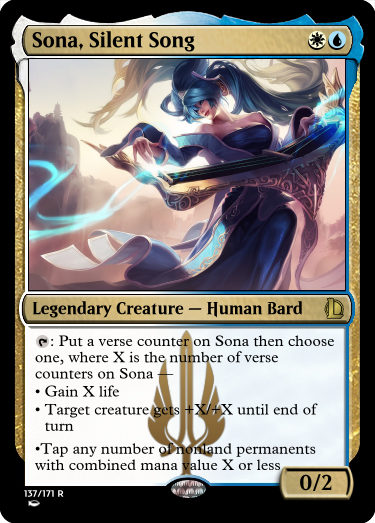 Sona, Silent Song
Legendary Creature — Human Bard
: Put a verse counter on Sona then choose
one, where X is the number of verse
counters on Sona —
• Gain X life
• Target creature gets +X/+X until end of
turn
•Tap any number of nonland permanents
with combined mana value X or less
0/2
137/171 R